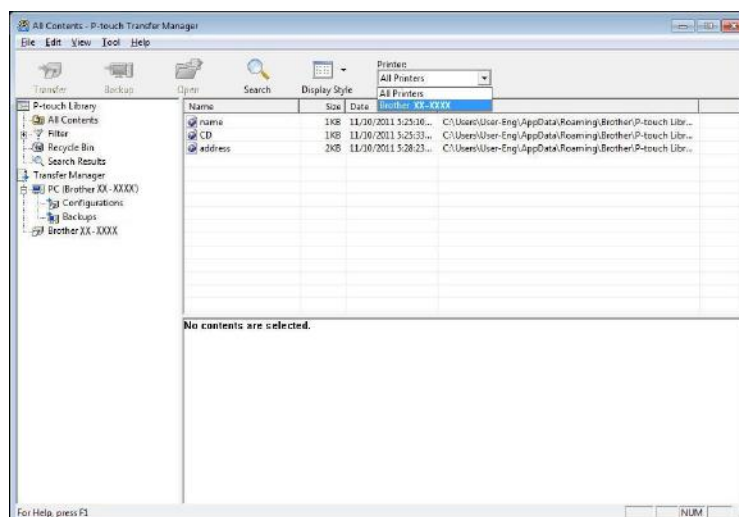 All Contents - P-touch Transfer Manager
File Edit View Tool Help
Transfer Backup Open Search Display Style
Printer:
All Printers
All Printers
Brother XX-XXXX
P-touch Library
All Contents
Filter
Recycle Bin
Search Results
Transfer Manager
PC (Brother XX-XXXX)
Configurations
Backups
Brother XX-XXXX
Name Size Date
name 1KB 11/10/2011 5:25:10... C:\Users\User-Eng\AppData\Roaming\Brother\P-touch Libr...
CD 1KB 11/10/2011 5:25:33... C:\Users\User-Eng\AppData\Roaming\Brother\P-touch Libr...
address 2KB 11/10/2011 5:28:23... C:\Users\User-Eng\AppData\Roaming\Brother\P-touch Libr...
No contents are selected.
For Help, press F1
NUM